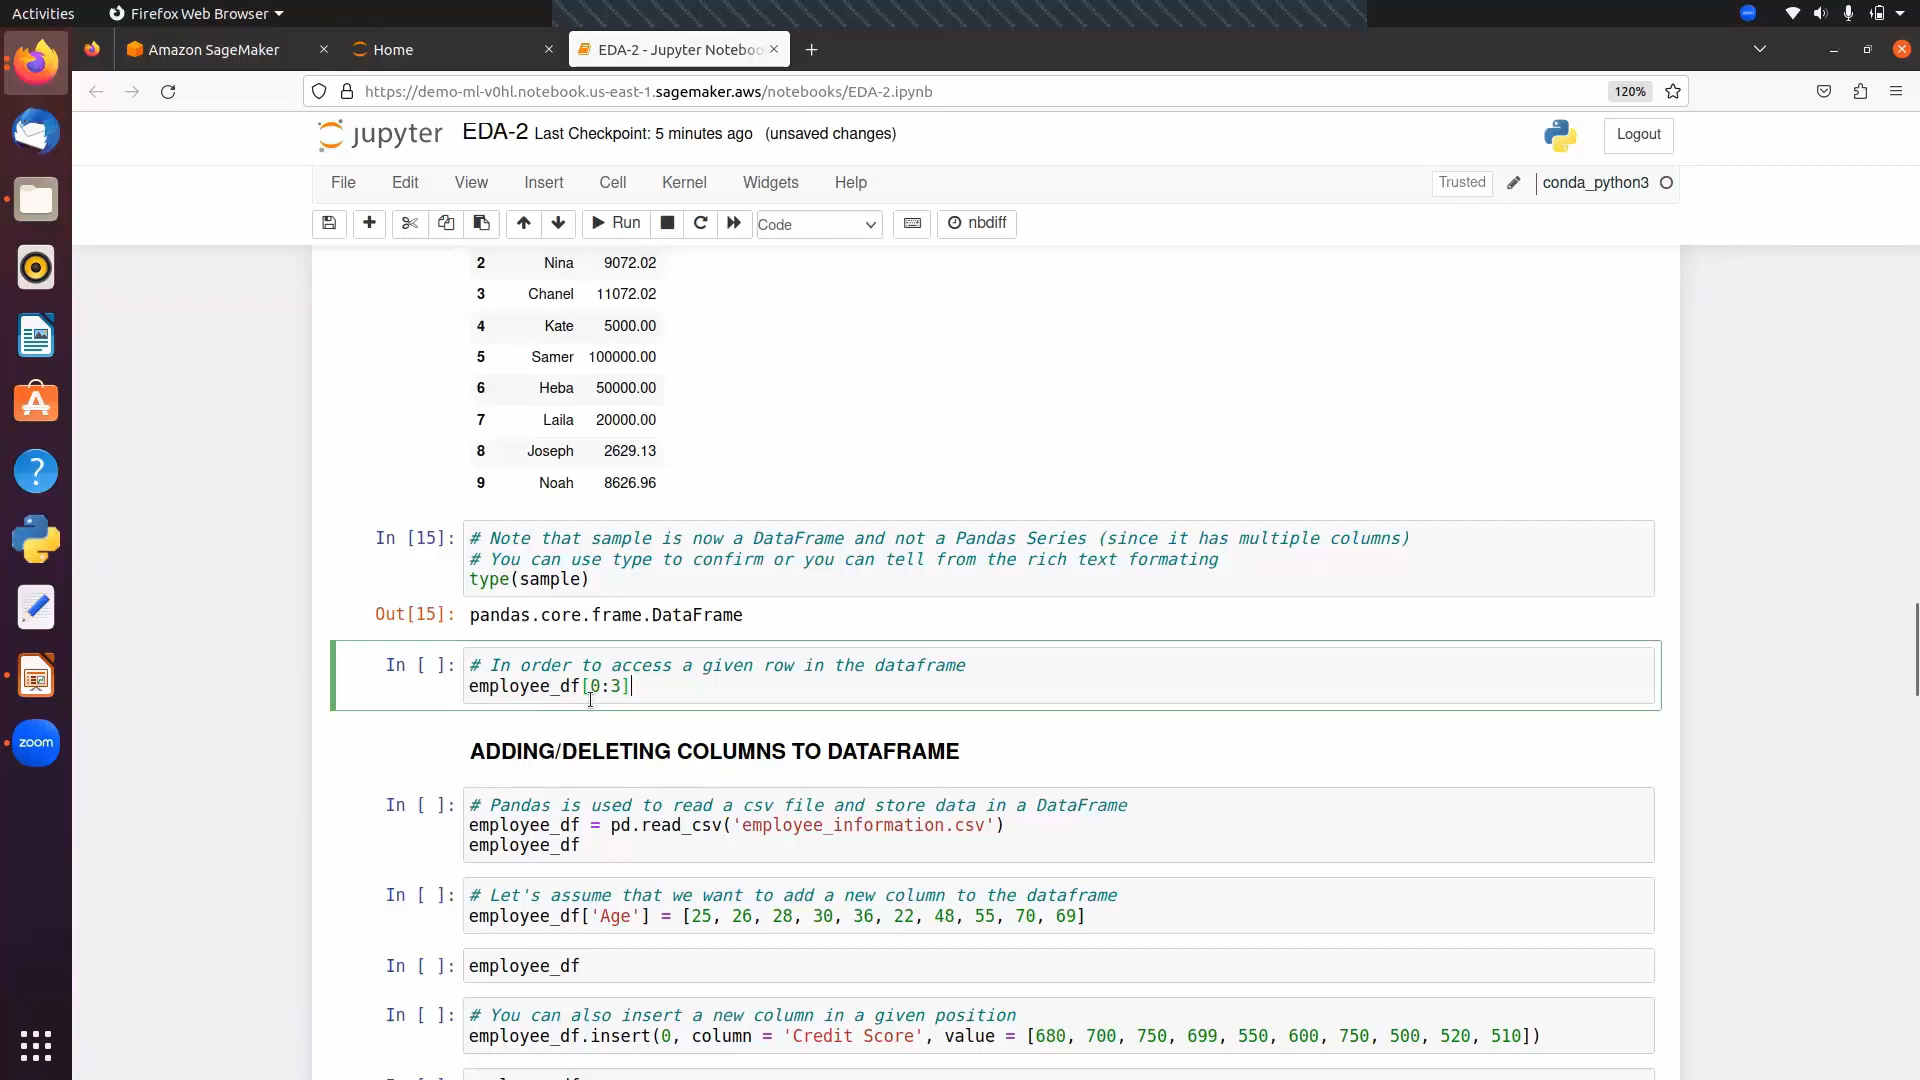 Activities
Firefox Web Browser
Amazon SageMaker
Home
EDA-2 - Jupyter Noteboo
https://demo-ml-v0hl.notebook.us-east-1.sagemaker.aws/notebooks/EDA-2.ipynb
120%
jupyter EDA-2 Last Checkpoint: 5 minutes ago (unsaved changes)
Logout
File Edit View Insert Cell Kernel Widgets Help
Trusted
conda_python3
Run
Code
nbdiff
2 Nina 9072.02
3 Chanel 11072.02
4 Kate 5000.00
5 Samer 100000.00
6 Heba 50000.00
7 Laila 20000.00
8 Joseph 2629.13
9 Noah 8626.96
In [15]: # Note that sample is now a DataFrame and not a Pandas Series (since it has multiple columns)
# You can use type to confirm or you can tell from the rich text formating
type(sample)
Out[15]: pandas.core.frame.DataFrame
In [ ]: # In order to access a given row in the dataframe
employee_df[0:3]
ADDING/DELETING COLUMNS TO DATAFRAME
In [ ]: # Pandas is used to read a csv file and store data in a DataFrame
employee_df = pd.read_csv('employee_information.csv')
employee_df
In [ ]: # Let's assume that we want to add a new column to the dataframe
employee_df['Age'] = [25, 26, 28, 30, 36, 22, 48, 55, 70, 69]
In [ ]: employee_df
In [ ]: # You can also insert a new column in a given position
employee_df.insert(0, column = 'Credit Score', value = [680, 700, 750, 699, 550, 600, 750, 500, 520, 510])
zoom